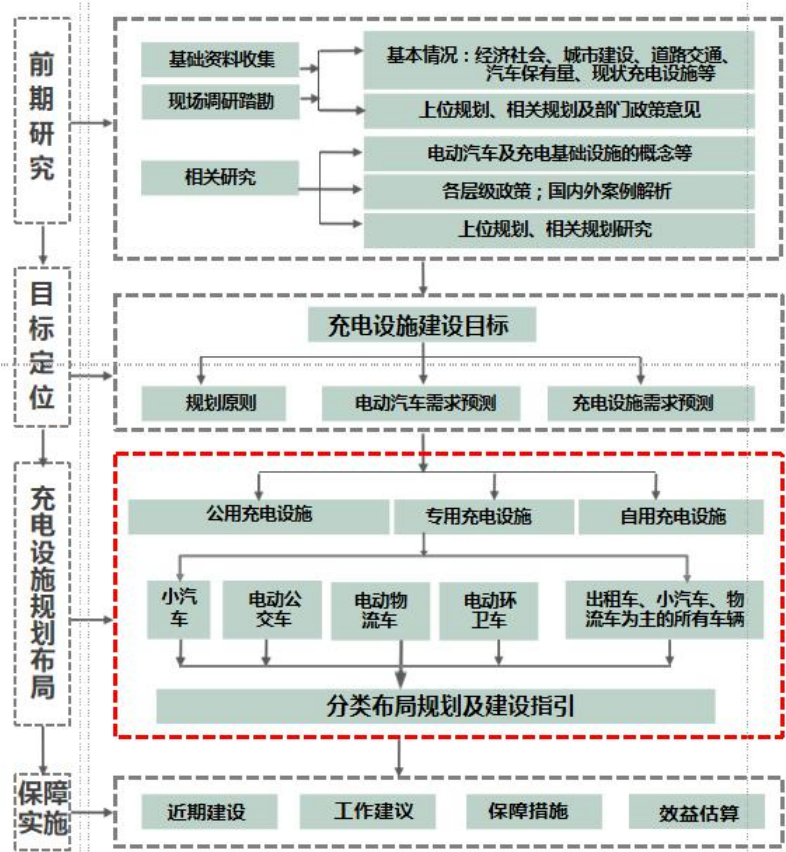 前期研究
基础资料收集
现场调研踏勘
相关研究
基本情况：经济社会、城市建设、道路交通、
汽车保有量、现状充电设施等
上位规划、相关规划及部门政策意见
电动汽车及充电基础设施的概念等
各层级政策；国内外案例解析
上位规划、相关规划研究
目标定位
充电设施建设目标
规划原则
电动汽车需求预测
充电设施需求预测
充电设施规划布局
公用充电设施
专用充电设施
自用充电设施
小汽
车
电动公
交车
电动物
流车
电动环
卫车
出租车、小汽车、物
流车为主的所有车辆
分类布局规划及建设指引
保障
实施
近期建设
工作建议
保障措施
效益估算